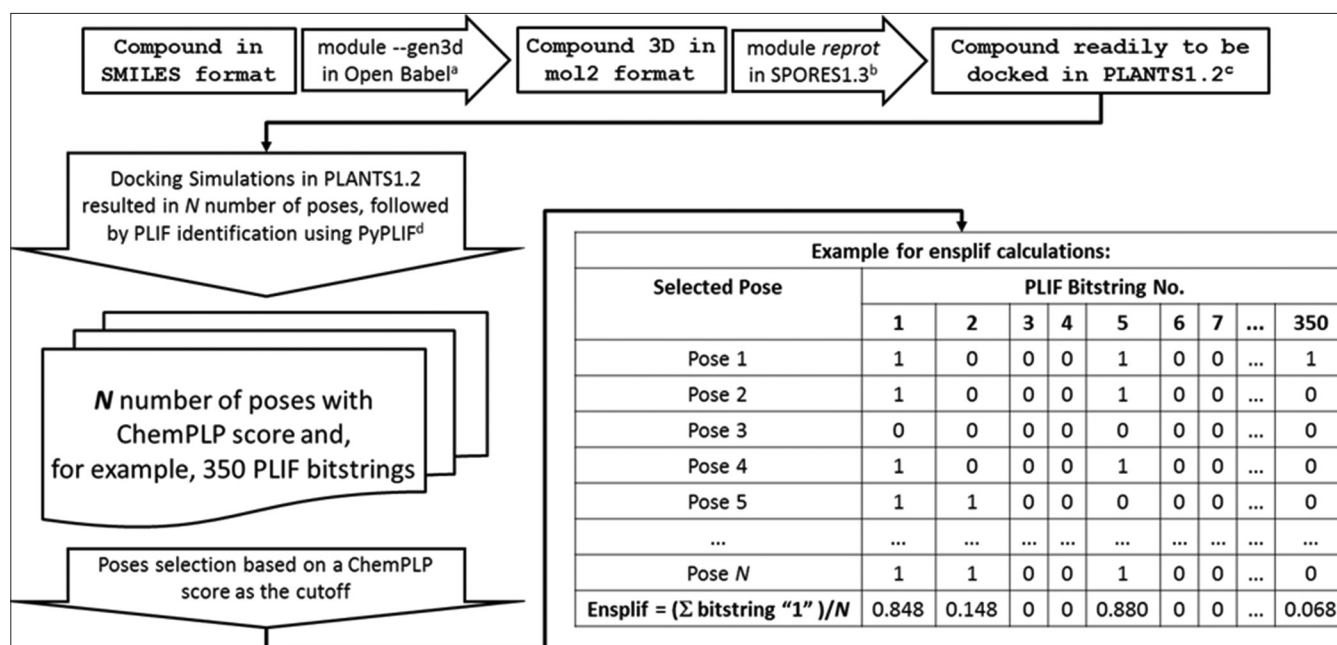 Compound in
SMILES format
module --gen3d
in Open Babelᵃ
Compound 3D in
mol2 format
module reprot
in SPORES1.3ᵇ
Compound readily to be
docked in PLANTS1.2ᶜ
Docking Simulations in PLANTS1.2
resulted in N number of poses, followed
by PLIF identification using PyPLIFᵈ
N number of poses with
ChemPLP score and,
for example, 350 PLIF bitstrings
Poses selection based on a ChemPLP
score as the cutoff
Example for ensplif calculations:
Selected Pose PLIF Bitstring No.
1 2 3 4 5 6 7 ... 350
Pose 1 1 0 0 0 1 0 0 ... 1
Pose 2 1 0 0 0 1 0 0 ... 0
Pose 3 0 0 0 0 0 0 0 ... 0
Pose 4 1 0 0 0 1 0 0 ... 0
Pose 5 1 1 0 0 0 0 0 ... 0
... ... ... ... ... ... ... ... ... ...
Pose N 1 1 0 0 1 0 0 ... 0
Ensplif = (Σ bitstring "1" )/N 0.848 0.148 0 0 0.880 0 0 ... 0.068